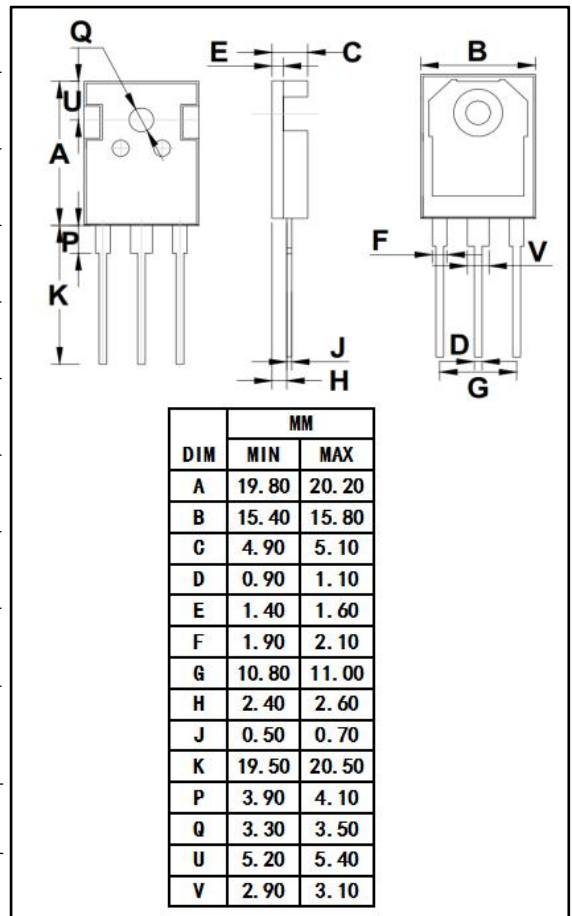 Q
E C B
U
A
P
F V
K
J D
H G
MM
DIM MIN MAX
A 19.80 20.20
B 15.40 15.80
C 4.90 5.10
D 0.90 1.10
E 1.40 1.60
F 1.90 2.10
G 10.80 11.00
H 2.40 2.60
J 0.50 0.70
K 19.50 20.50
P 3.90 4.10
Q 3.30 3.50
U 5.20 5.40
V 2.90 3.10